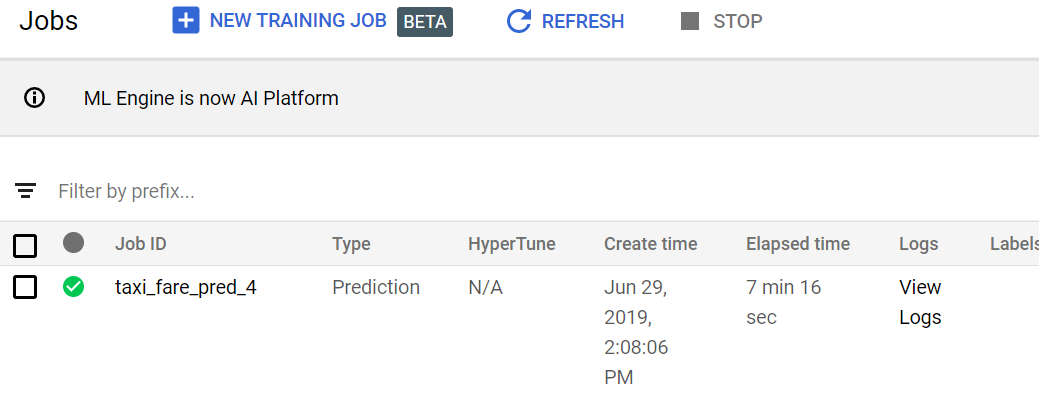 Jobs NEW TRAINING JOB BETA REFRESH STOP
ML Engine is now AI Platform
Filter by prefix...
Job ID Type HyperTune Create time Elapsed time Logs Labels
taxi_fare_pred_4 Prediction N/A Jun 29, 7 min 16 View
2019, sec Logs
2:08:06
PM